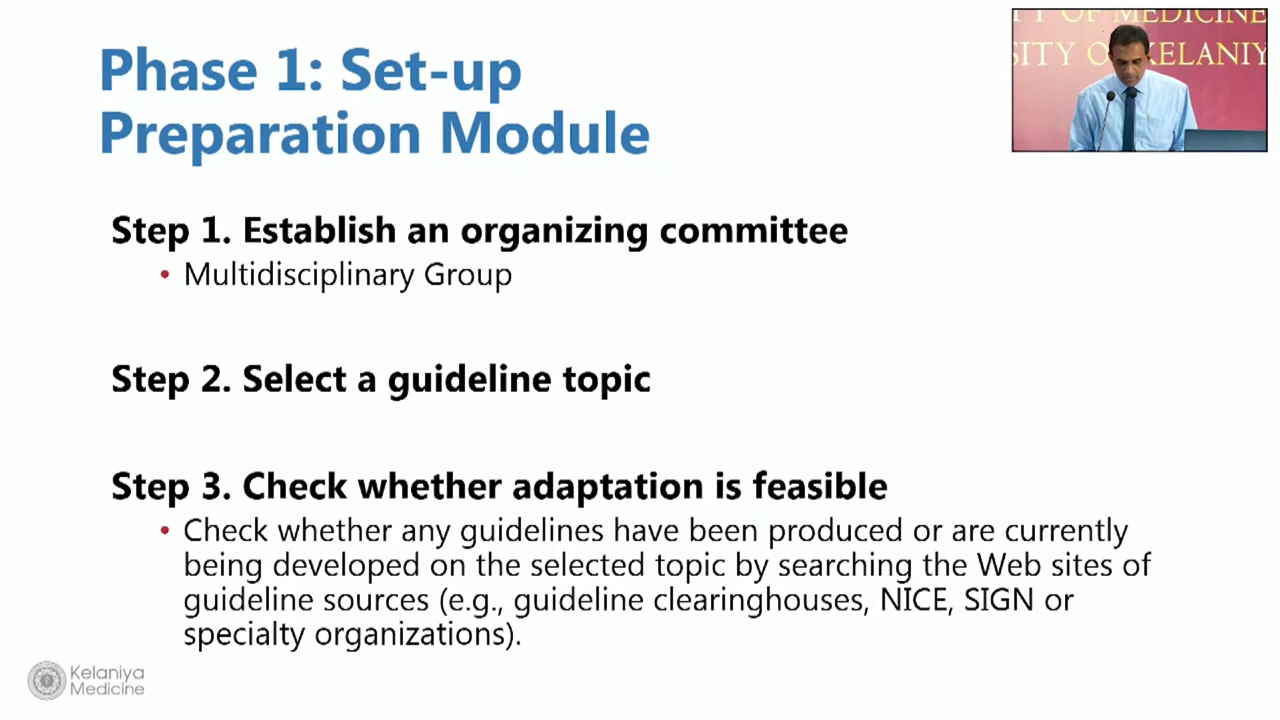 Phase 1: Set-up
Preparation Module
Y OF MEDICINE
SITY O KELANIY
Step 1. Establish an organizing committee
• Multidisciplinary Group
Step 2. Select a guideline topic
Step 3. Check whether adaptation is feasible
• Check whether any guidelines have been produced or are currently
being developed on the selected topic by searching the Web sites of
guideline sources (e.g., guideline clearinghouses, NICE, SIGN or
specialty organizations).
Kelaniya
Medicine